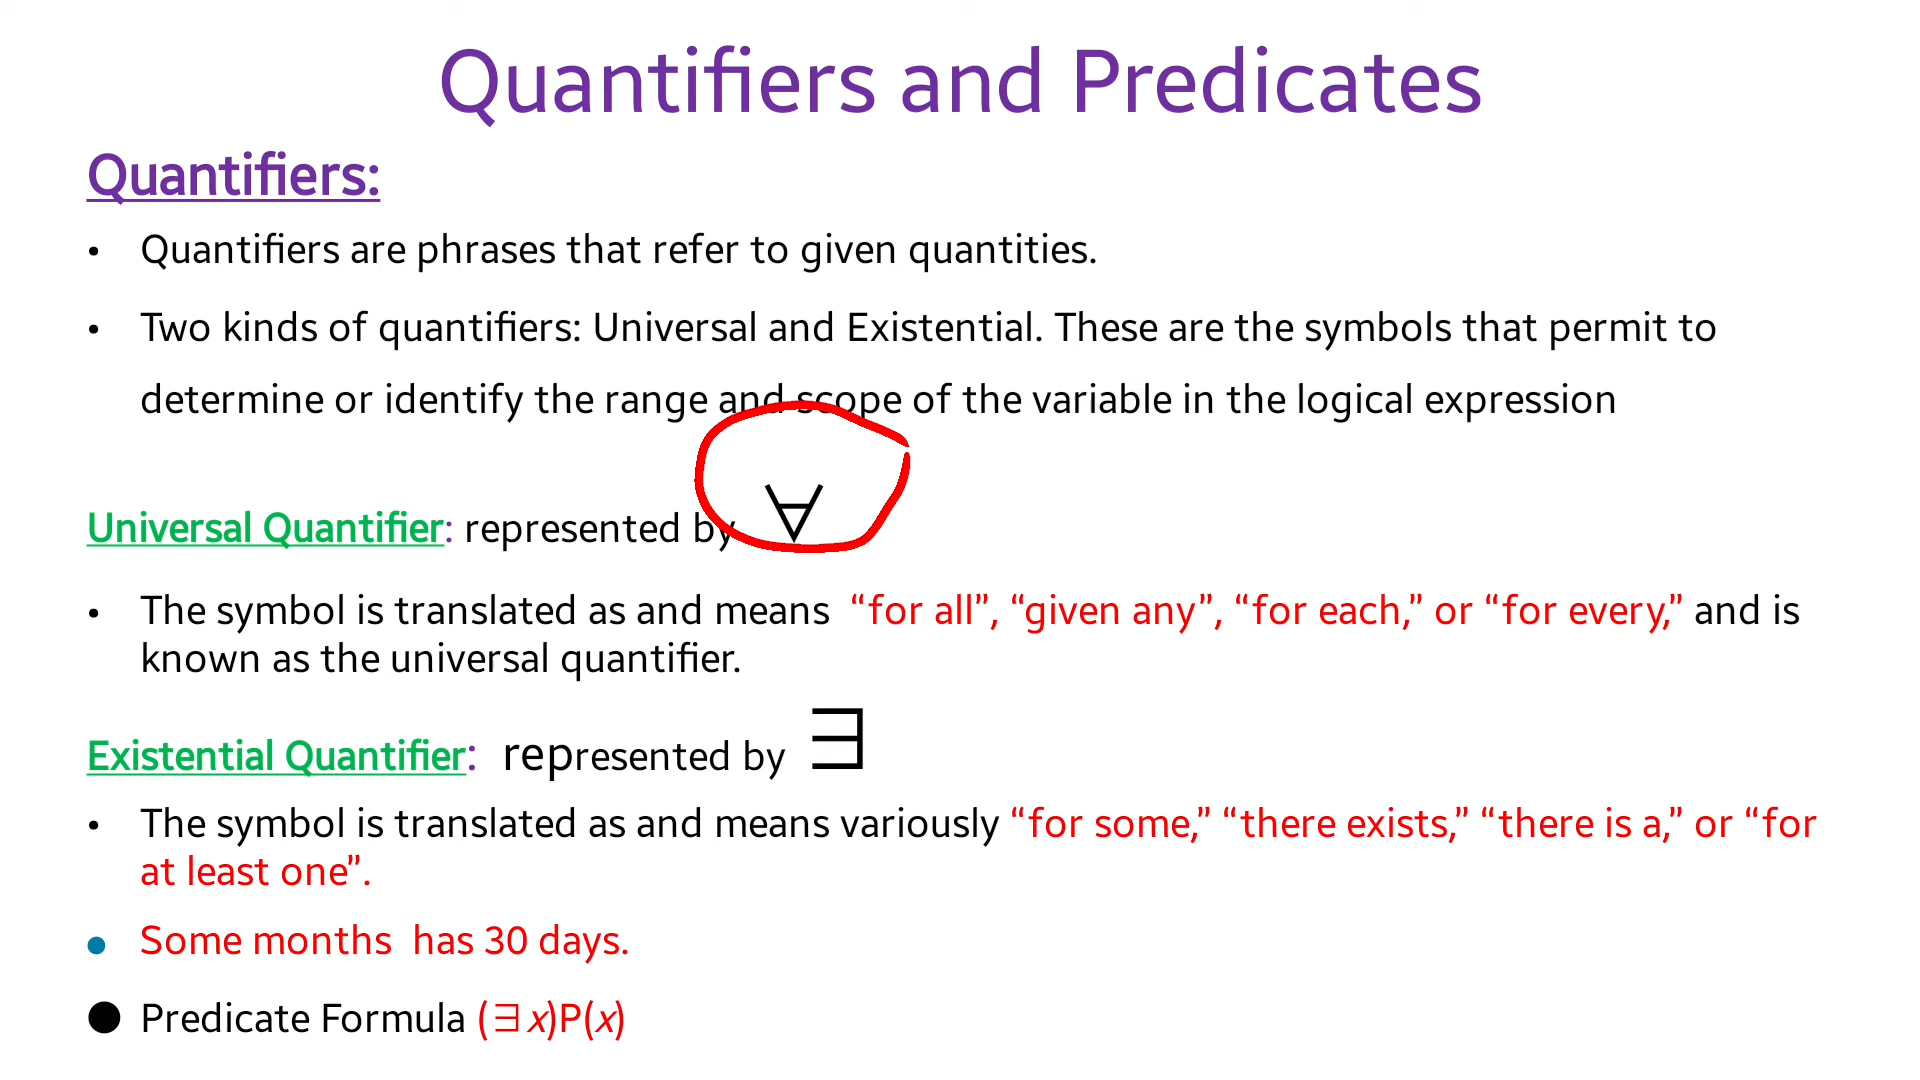 Quantifiers and Predicates
Quantifiers:
• Quantifiers are phrases that refer to given quantities.
• Two kinds of quantifiers: Universal and Existential. These are the symbols that permit to
determine or identify the range and scope of the variable in the logical expression
Universal Quantifier: represented by ∀
• The symbol is translated as and means “for all”, “given any”, “for each,” or “for every,” and is
known as the universal quantifier.
Existential Quantifier: represented by ∃
• The symbol is translated as and means variously “for some,” “there exists,” “there is a,” or “for
at least one”.
• Some months has 30 days.
● Predicate Formula (∃x)P(x)